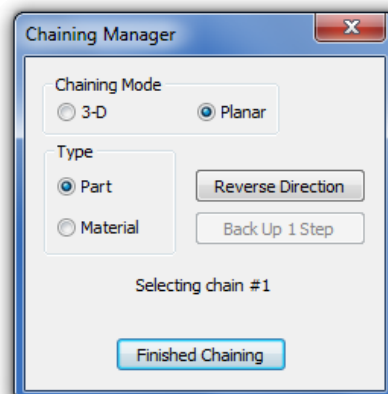 Chaining Manager
Chaining Mode
3-D
Planar
Type
Part
Reverse Direction
Material
Back Up 1 Step
Selecting chain #1
Finished Chaining